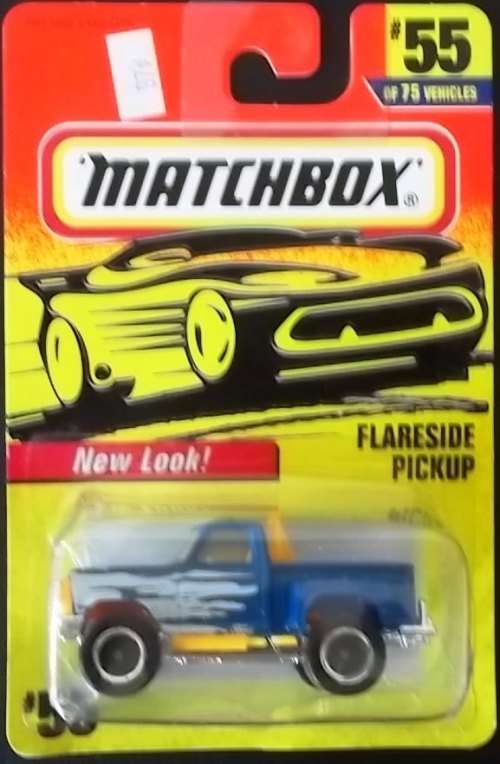 #55
OF 75 VEHICLES
MATCHBOX®
FLARESIDE
PICKUP
New Look!